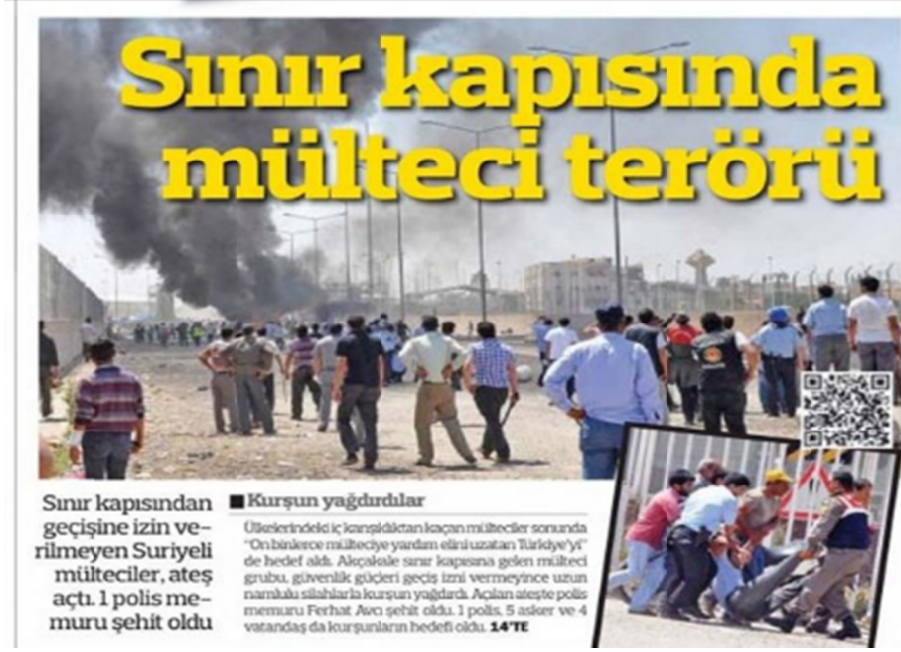 Sınır kapısında
mülteci terörü
Sınır kapısından
geçişine izin ve-
rilmeyen Suriyeli
mülteciler, ateş
açtı. 1 polis me-
muru şehit oldu
■ Kurşun yağdırdılar
Ülkelerindeki iç karışıklıktan kaçan mülteciler sonunda
"On binlerce mülteciye yardım elini uzatan Türkiye'yi"
de hedef aldı. Akçakale sınır kapısına gelen mülteci
grubu, güvenlik güçleri geçiş izni vermeyince uzun
namlulu silahlarla kurşun yağdırdı. Açılan ateşte polis
memuru Ferhat Avcı şehit oldu. 1 polis, 5 asker ve 4
vatandaş da kurşunların hedefi oldu. 14'TE